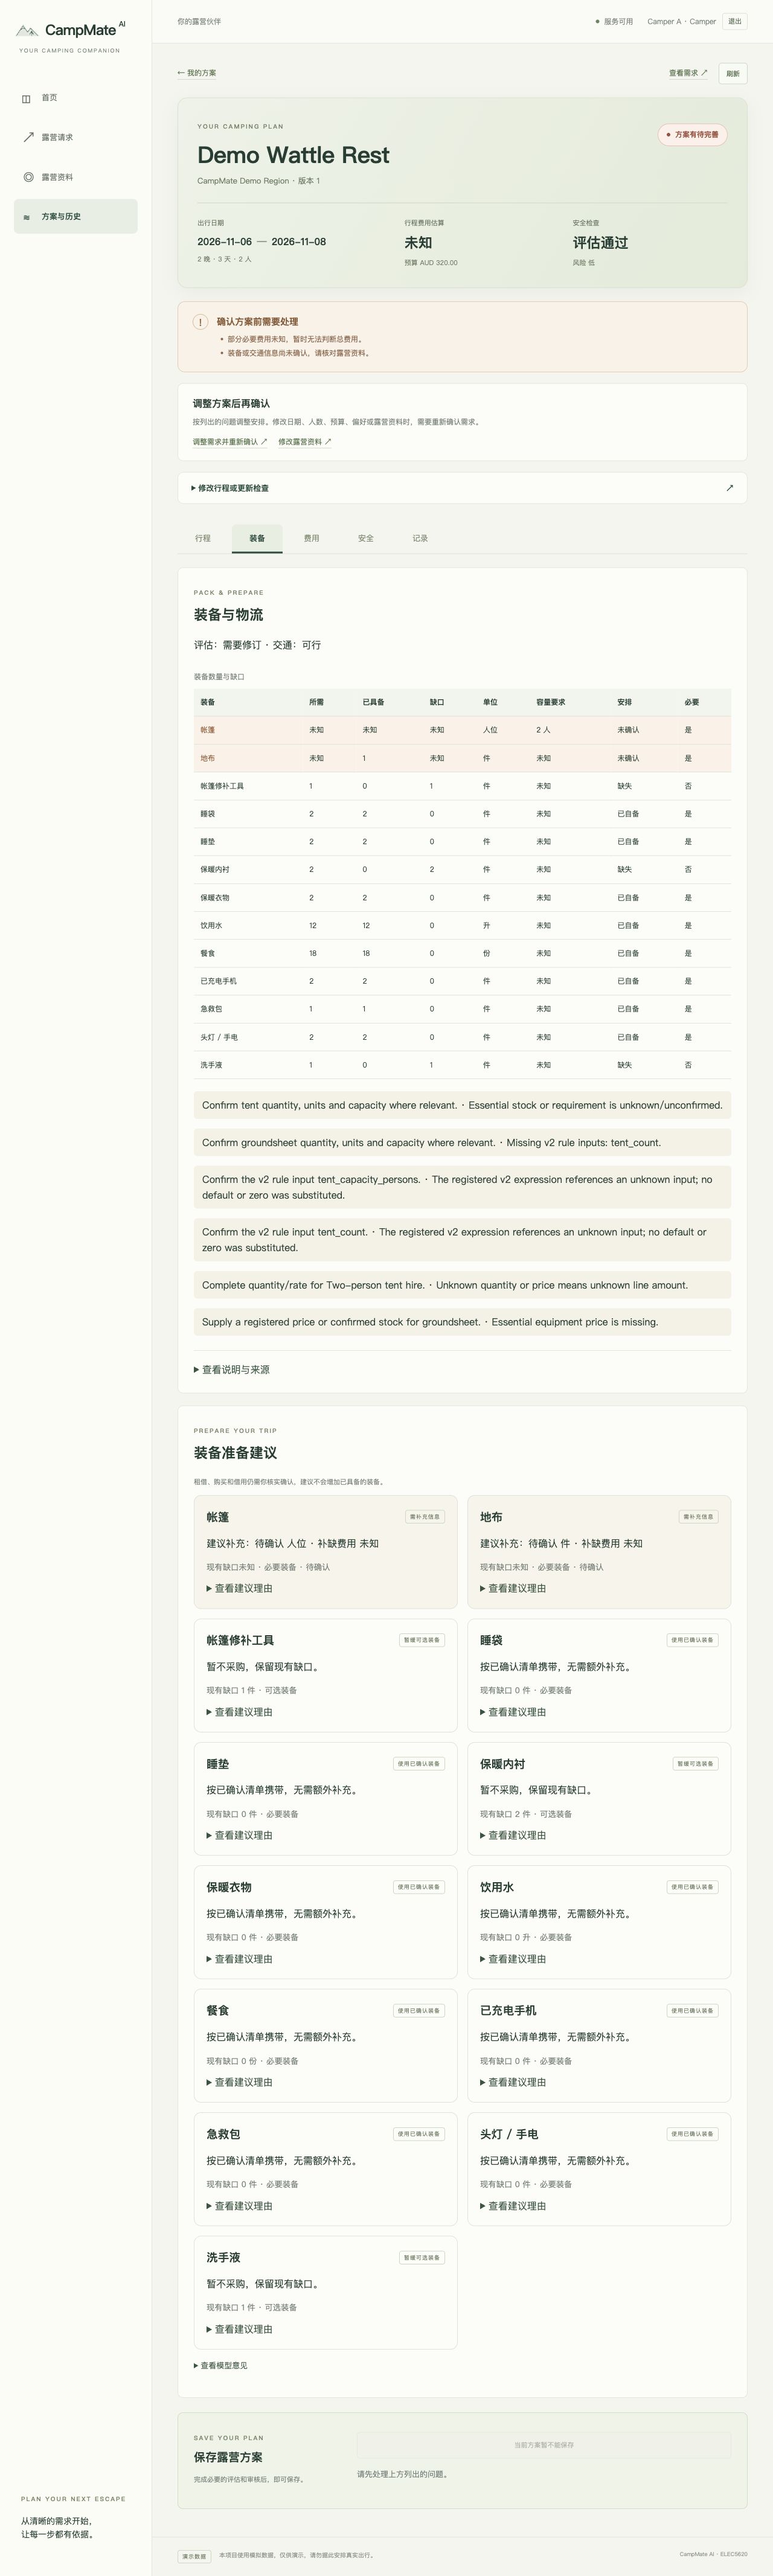 CampMate AI
YOUR CAMPING COMPANION
首页
露营请求
露营资料
方案与历史
PLAN YOUR NEXT ESCAPE
从清晰的需求开始，
让每一步都有依据。
你的露营伙伴
服务可用
Camper A · Camper
退出
← 我的方案
查看需求 ↗
刷新
YOUR CAMPING PLAN
方案有待完善
Demo Wattle Rest
CampMate Demo Region · 版本 1
出行日期
2026-11-06 — 2026-11-08
2 晚 · 3 天 · 2 人
行程费用估算
未知
预算 AUD 320.00
安全检查
评估通过
风险 低
! 确认方案前需要处理
• 部分必要费用未知，暂时无法判断总费用。
• 装备或交通信息尚未确认，请核对露营资料。
调整方案后再确认
按列出的问题调整安排。修改日期、人数、预算、偏好或露营资料时，需要重新确认需求。
调整需求并重新确认 ↗ 修改露营资料 ↗
▶ 修改行程或更新检查 ↗
行程 装备 费用 安全 记录
PACK & PREPARE
装备与物流
评估：需要修订 · 交通：可行
装备数量与缺口
装备 所需 已具备 缺口 单位 容量要求 安排 必要
帐篷 未知 未知 未知 人位 2 人 未确认 是
地布 未知 1 未知 件 未知 未确认 是
帐篷修补工具 1 0 1 件 未知 缺失 否
睡袋 2 2 0 件 未知 已自备 是
睡垫 2 2 0 件 未知 已自备 是
保暖内衬 2 0 2 件 未知 缺失 否
保暖衣物 2 2 0 件 未知 已自备 是
饮用水 12 12 0 升 未知 已自备 是
餐食 18 18 0 份 未知 已自备 是
已充电手机 2 2 0 件 未知 已自备 是
急救包 1 1 0 件 未知 已自备 是
头灯 / 手电 2 2 0 件 未知 已自备 是
洗手液 1 0 1 件 未知 缺失 否
Confirm tent quantity, units and capacity where relevant. · Essential stock or requirement is unknown/unconfirmed.
Confirm groundsheet quantity, units and capacity where relevant. · Missing v2 rule inputs: tent_count.
Confirm the v2 rule input tent_capacity_persons. · The registered v2 expression references an unknown input; no
default or zero was substituted.
Confirm the v2 rule input tent_count. · The registered v2 expression references an unknown input; no default or
zero was substituted.
Complete quantity/rate for Two-person tent hire. · Unknown quantity or price means unknown line amount.
Supply a registered price or confirmed stock for groundsheet. · Essential equipment price is missing.
▶ 查看说明与来源
PREPARE YOUR TRIP
装备准备建议
租借、购买和借用仍需你核实确认，建议不会增加已具备的装备。
帐篷 需补充信息
建议补充：待确认 人位 · 补缺费用 未知
现有缺口未知 · 必要装备 · 待确认
▶ 查看建议理由
地布 需补充信息
建议补充：待确认 件 · 补缺费用 未知
现有缺口未知 · 必要装备 · 待确认
▶ 查看建议理由
帐篷修补工具 暂缓可选装备
暂不采购，保留现有缺口。
现有缺口 1 件 · 可选装备
▶ 查看建议理由
睡袋 使用已确认装备
按已确认清单携带，无需额外补充。
现有缺口 0 件 · 必要装备
▶ 查看建议理由
睡垫 使用已确认装备
按已确认清单携带，无需额外补充。
现有缺口 0 件 · 必要装备
▶ 查看建议理由
保暖内衬 暂缓可选装备
暂不采购，保留现有缺口。
现有缺口 2 件 · 可选装备
▶ 查看建议理由
保暖衣物 使用已确认装备
按已确认清单携带，无需额外补充。
现有缺口 0 件 · 必要装备
▶ 查看建议理由
饮用水 使用已确认装备
按已确认清单携带，无需额外补充。
现有缺口 0 升 · 必要装备
▶ 查看建议理由
餐食 使用已确认装备
按已确认清单携带，无需额外补充。
现有缺口 0 份 · 必要装备
▶ 查看建议理由
已充电手机 使用已确认装备
按已确认清单携带，无需额外补充。
现有缺口 0 件 · 必要装备
▶ 查看建议理由
急救包 使用已确认装备
按已确认清单携带，无需额外补充。
现有缺口 0 件 · 必要装备
▶ 查看建议理由
头灯 / 手电 使用已确认装备
按已确认清单携带，无需额外补充。
现有缺口 0 件 · 必要装备
▶ 查看建议理由
洗手液 暂缓可选装备
暂不采购，保留现有缺口。
现有缺口 1 件 · 可选装备
▶ 查看建议理由
▶ 查看模型意见
SAVE YOUR PLAN
保存露营方案
完成必要的评估和审核后，即可保存。
当前方案暂不能保存
请先处理上方列出的问题。
演示数据 本项目使用模拟数据，仅供演示。请勿据此安排真实出行。
CampMate AI · ELEC5620